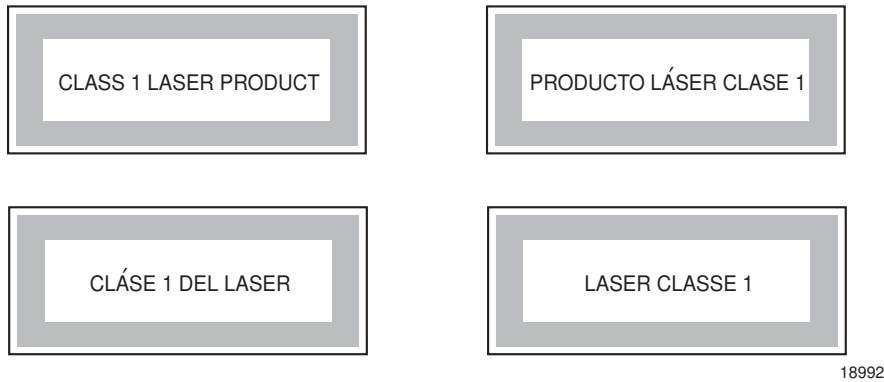 CLASS 1 LASER PRODUCT
PRODUCTO LÁSER CLASE 1
CLÁSE 1 DEL LASER
LASER CLASSE 1
18992